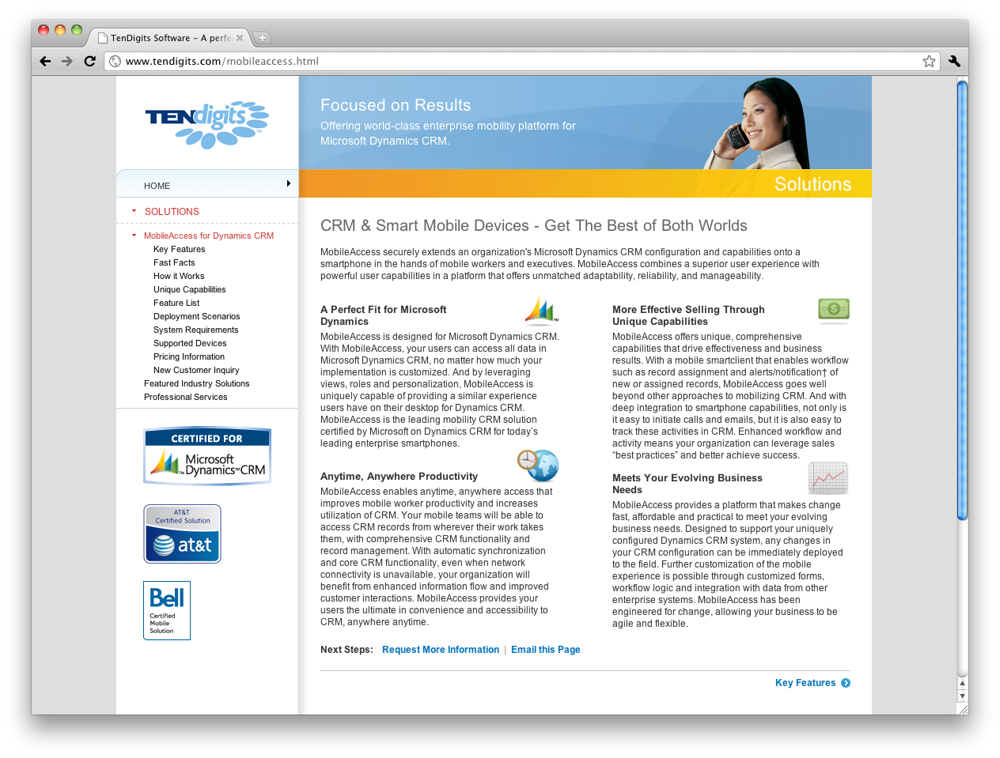 TenDigits Software – A perfe
www.tendigits.com/mobileaccess.html
TENdigits™
Focused on Results
Offering world-class enterprise mobility platform for
Microsoft Dynamics CRM.
Solutions
HOME
SOLUTIONS
MobileAccess for Dynamics CRM
Key Features
Fast Facts
How it Works
Unique Capabilities
Feature List
Deployment Scenarios
System Requirements
Supported Devices
Pricing Information
New Customer Inquiry
Featured Industry Solutions
Professional Services
CERTIFIED FOR
Microsoft
Dynamics™ CRM
AT&T
Certified Solution
at&t
Bell
Certified
Mobile
Solution
CRM & Smart Mobile Devices - Get The Best of Both Worlds
MobileAccess securely extends an organization's Microsoft Dynamics CRM configuration and capabilities onto a
smartphone in the hands of mobile workers and executives. MobileAccess combines a superior user experience with
powerful user capabilities in a platform that offers unmatched adaptability, reliability, and manageability.
A Perfect Fit for Microsoft
Dynamics
MobileAccess is designed for Microsoft Dynamics CRM.
With MobileAccess, your users can access all data in
Microsoft Dynamics CRM, no matter how much your
implementation is customized. And by leveraging
views, roles and personalization, MobileAccess is
uniquely capable of providing a similar experience
users have on their desktop for Dynamics CRM.
MobileAccess is the leading mobility CRM solution
certified by Microsoft on Dynamics CRM for today’s
leading enterprise smartphones.
Anytime, Anywhere Productivity
MobileAccess enables anytime, anywhere access that
improves mobile worker productivity and increases
utilization of CRM. Your mobile teams will be able to
access CRM records from wherever their work takes
them, with comprehensive CRM functionality and
record management. With automatic synchronization
and core CRM functionality, even when network
connectivity is unavailable, your organization will
benefit from enhanced information flow and improved
customer interactions. MobileAccess provides your
users the ultimate in convenience and accessibility to
CRM, anywhere anytime.
More Effective Selling Through
Unique Capabilities
MobileAccess offers unique, comprehensive
capabilities that drive effectiveness and business
results. With a mobile smartclient that enables workflow
such as record assignment and alerts/notification† of
new or assigned records, MobileAccess goes well
beyond other approaches to mobilizing CRM. And with
deep integration to smartphone capabilities, not only is
it easy to initiate calls and emails, but it is also easy to
track these activities in CRM. Enhanced workflow and
activity means your organization can leverage sales
“best practices” and better achieve success.
Meets Your Evolving Business
Needs
MobileAccess provides a platform that makes change
fast, affordable and practical to meet your evolving
business needs. Designed to support your uniquely
configured Dynamics CRM system, any changes in
your CRM configuration can be immediately deployed
to the field. Further customization of the mobile
experience is possible through customized forms,
workflow logic and integration with data from other
enterprise systems. MobileAccess has been
engineered for change, allowing your business to be
agile and flexible.
Next Steps: Request More Information | Email this Page
Key Features